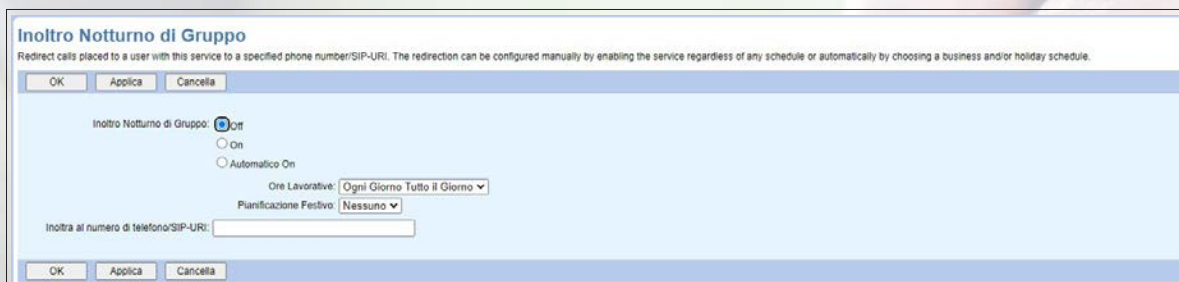 Inoltro Notturno di Gruppo
Redirect calls placed to a user with this service to a specified phone number/SIP-URI. The redirection can be configured manually by enabling the service regardless of any schedule or automatically by choosing a business and/or holiday schedule.
OK Applica Cancella
Inoltro Notturno di Gruppo: Off
On
Automatico On
Ore Lavorative: Ogni Giorno Tutto il Giorno
Pianificazione Festivo: Nessuno
Inoltra al numero di telefono/SIP-URI:
OK Applica Cancella